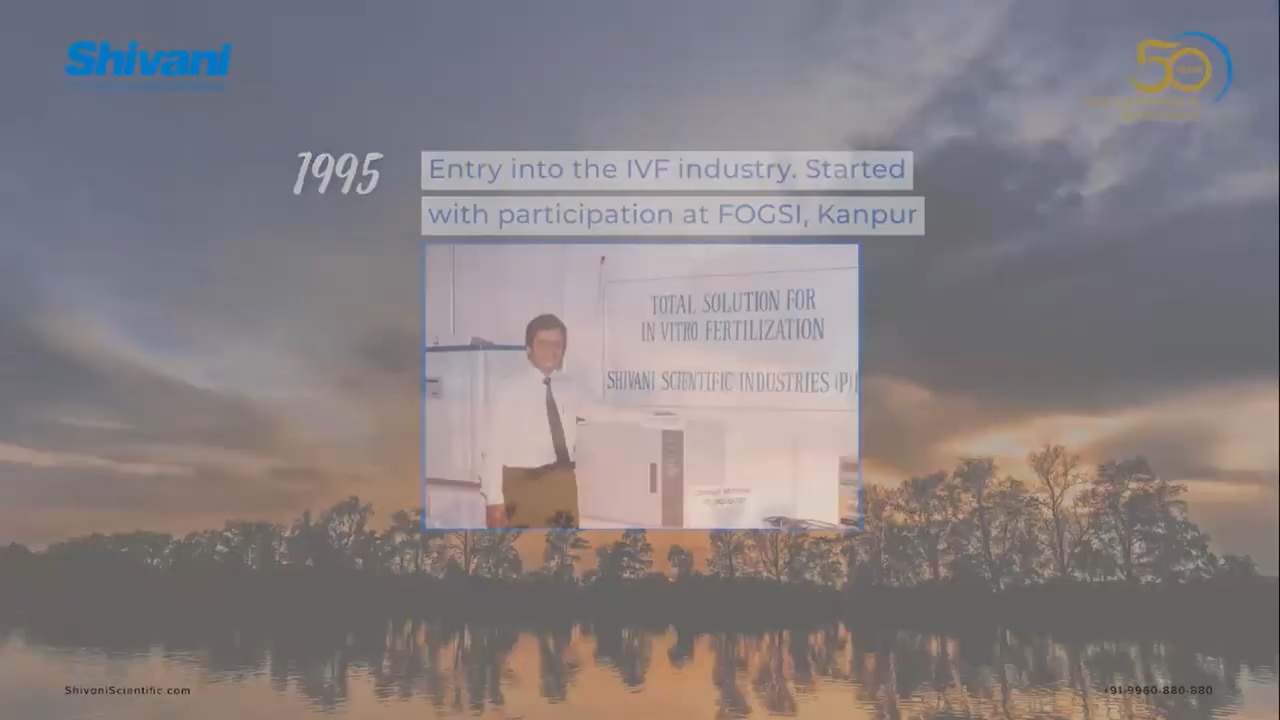 Shivani
50
1995
Entry into the IVF industry. Started
with participation at FOGSI, Kanpur
TOTAL SOLUTION FOR
IN VITRO FERTILIZATION
SHIVANI SCIENTIFIC INDUSTRIES (P)
ShivaniScientific.com
+91-9960-880-880